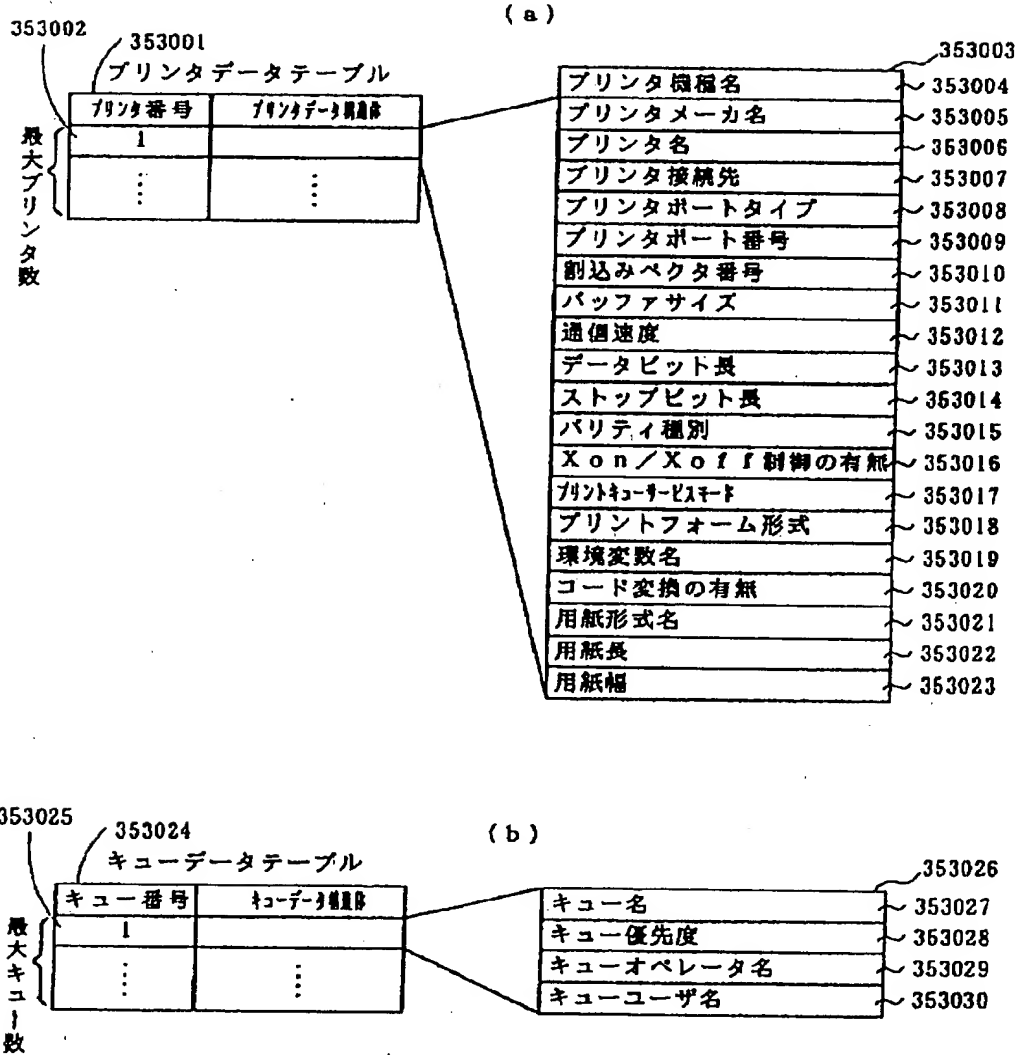 (a)
353002
353001
プリンタデータテーブル
プリンタ番号 プリンタデータ構造体
1
最大プリンタ数
353003
プリンタ機種名 353004
プリンタメーカ名 353005
プリンタ名 353006
プリンタ接続先 353007
プリンタポートタイプ 353008
プリンタポート番号 353009
割込みベクタ番号 353010
バッファサイズ 353011
通信速度 353012
データビット長 353013
ストップビット長 353014
パリティ種別 353015
Xon/Xoff制御の有無 353016
プリントキューサービスモード 353017
プリントフォーム形式 353018
環境変数名 353019
コード変換の有無 353020
用紙形式名 353021
用紙長 353022
用紙幅 353023
(b)
353025
353024
キューデータテーブル
キュー番号 キューデータ構造体
1
最大キュー数
353026
キュー名 353027
キュー優先度 353028
キューオペレータ名 353029
キューユーザ名 353030